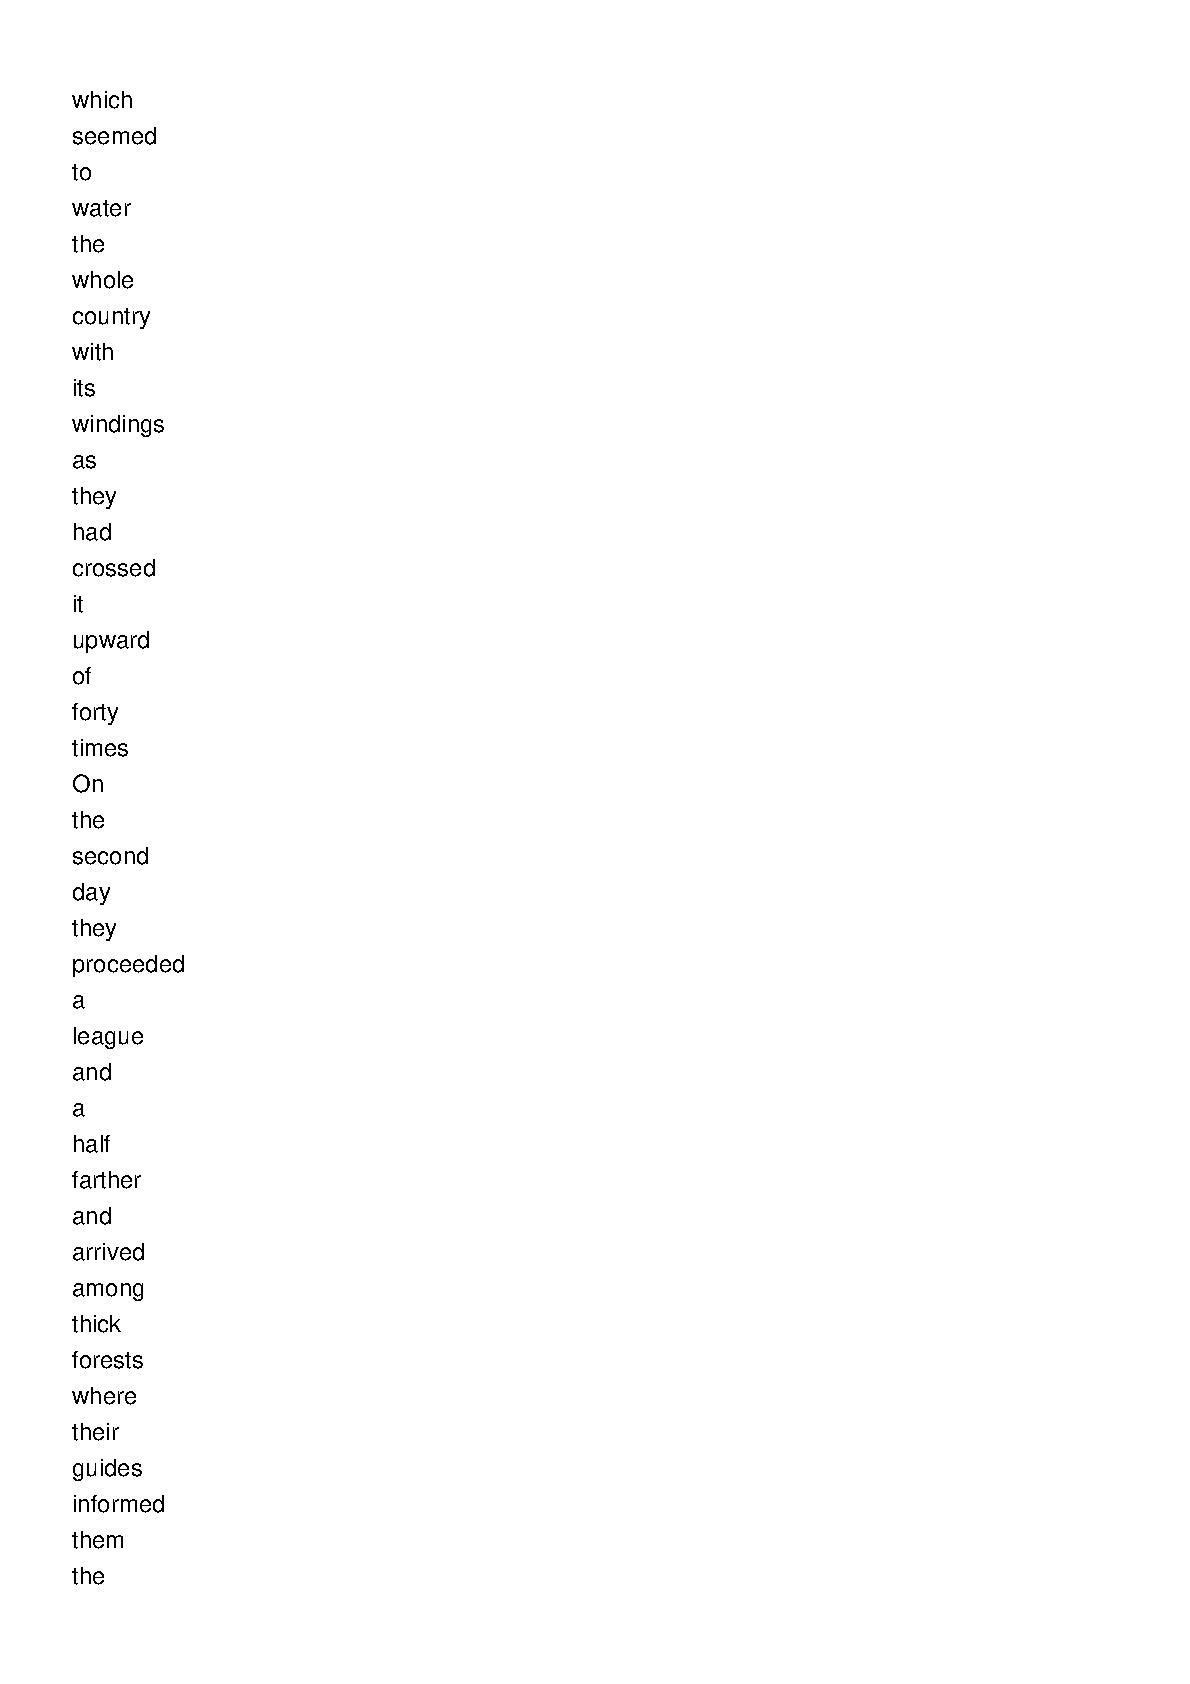 which
seemed
to
water
the
whole
country
with
its
windings
as
they
had
crossed
it
upward
of
forty
times
On
the
second
day
they
proceeded
a
league
and
a
half
farther
and
arrived
among
thick
forests
where
their
guides
informed
them
the